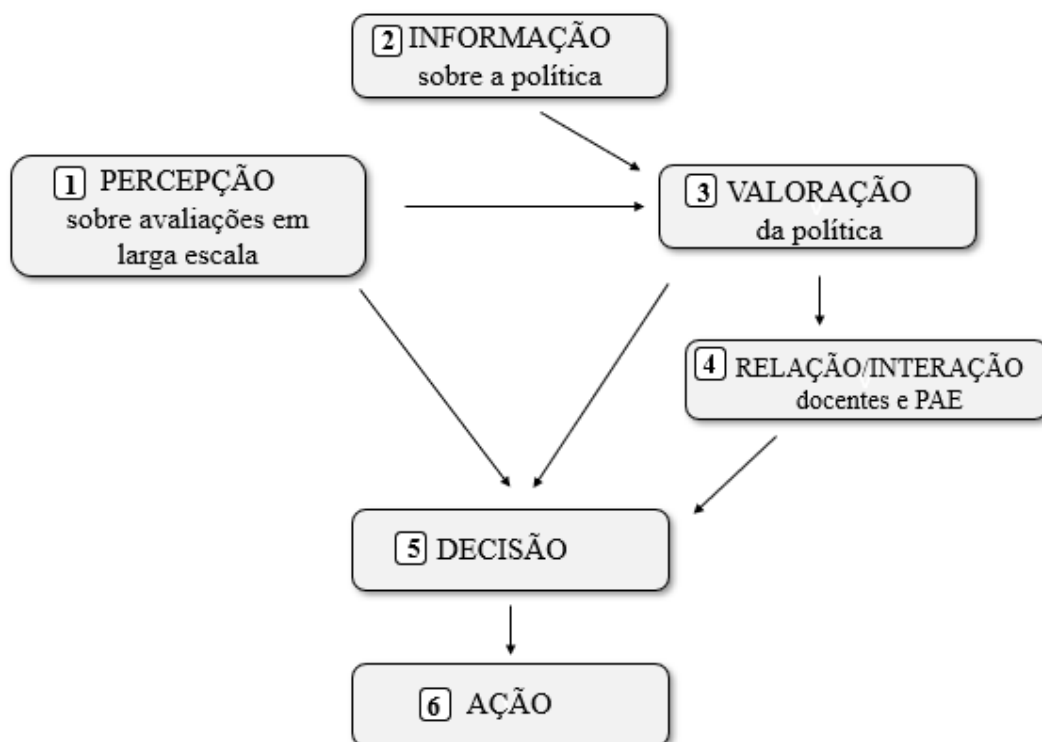 2 INFORMAÇÃO
sobre a política
1 PERCEPÇÃO
sobre avaliações em
larga escala
3 VALORAÇÃO
da política
4 RELAÇÃO/INTERAÇÃO
docentes e PAE
5 DECISÃO
6 AÇÃO